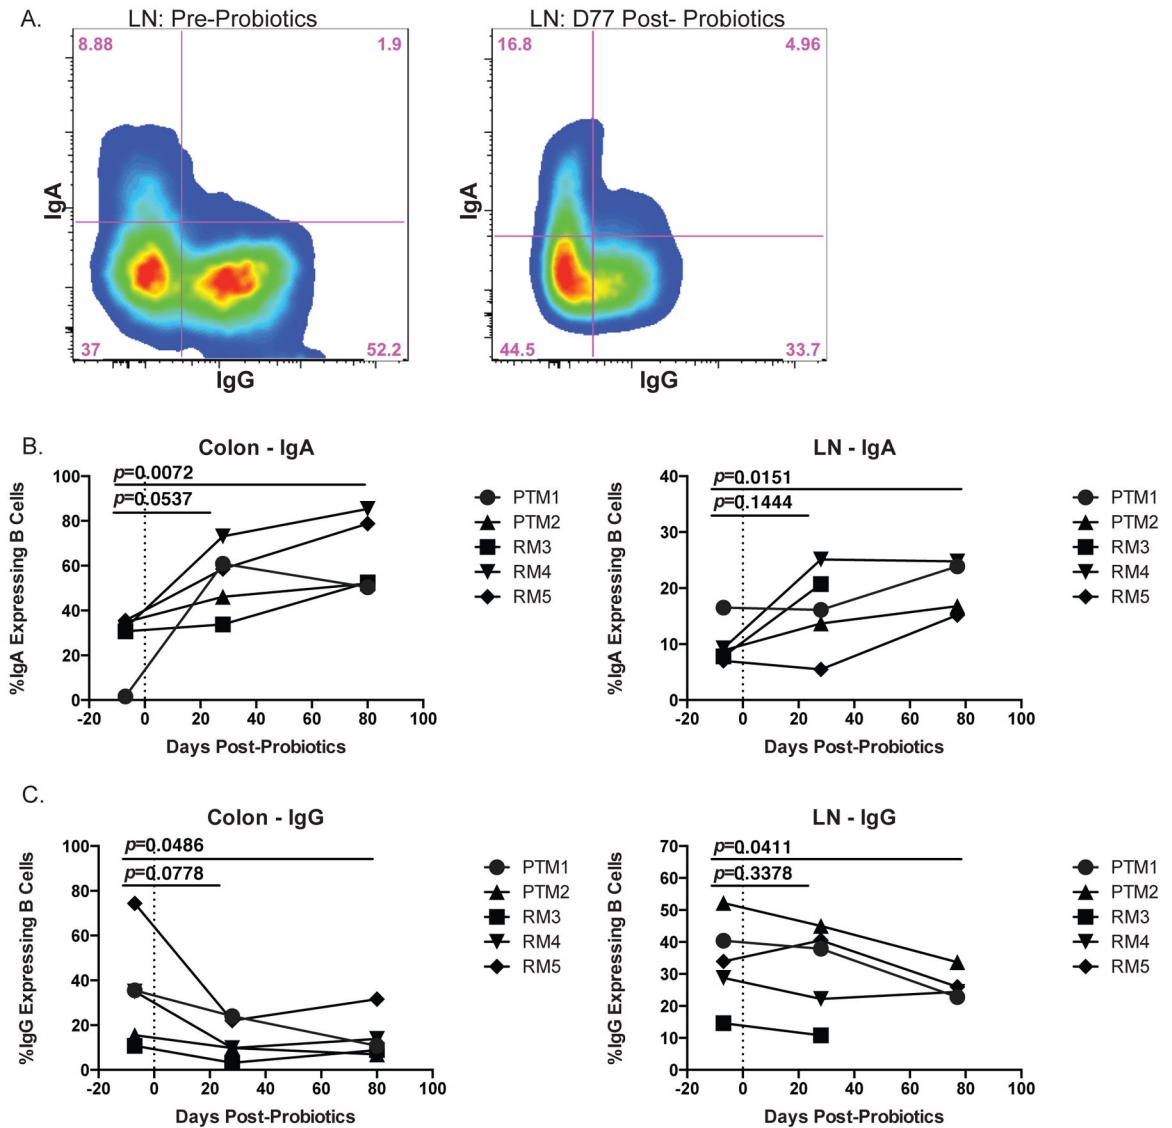 A.
LN: Pre-Probiotics
LN: D77 Post- Probiotics
8.88
1.9
16.8
4.96
IgA
IgA
37
52.2
44.5
33.7
IgG
IgG
B.
Colon - IgA
p=0.0072
p=0.0537
%IgA Expressing B Cells
100
80
60
40
20
0
-20
0
20
40
60
80
100
Days Post-Probiotics
PTM1
PTM2
RM3
RM4
RM5
LN - IgA
p=0.0151
p=0.1444
%IgA Expressing B Cells
40
30
20
10
0
-20
0
20
40
60
80
100
Days Post-Probiotics
PTM1
PTM2
RM3
RM4
RM5
C.
Colon - IgG
p=0.0486
p=0.0778
%IgG Expressing B Cells
100
80
60
40
20
0
-20
0
20
40
60
80
100
Days Post-Probiotics
PTM1
PTM2
RM3
RM4
RM5
LN - IgG
p=0.0411
p=0.3378
%IgG Expressing B Cells
70
60
50
40
30
20
10
0
-20
0
20
40
60
80
100
Days Post-Probiotics
PTM1
PTM2
RM3
RM4
RM5